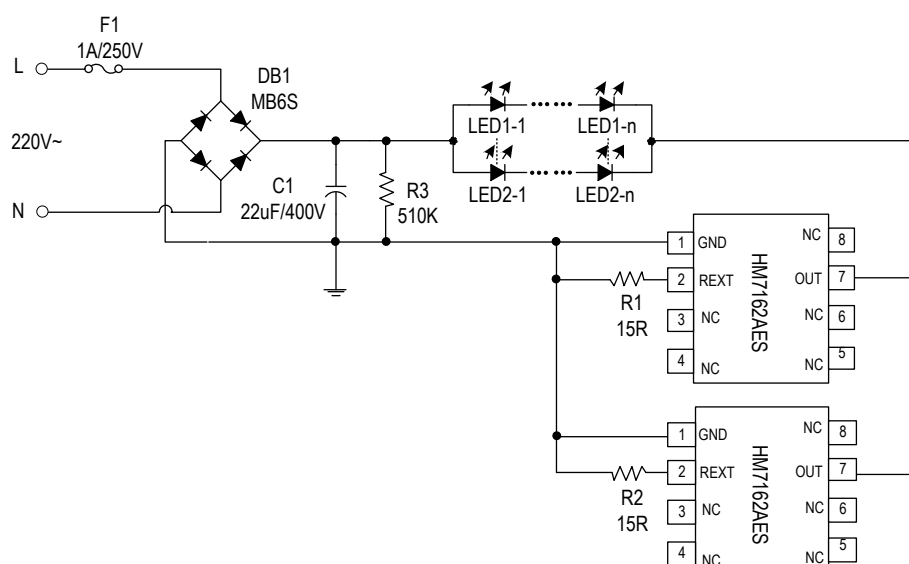 F1
1A/250V
L
DB1
MB6S
220V~
N
C1
22uF/400V
R3
510K
LED1-1
LED1-n
LED2-1
LED2-n
1
GND
NC
8
2
REXT
OUT
7
R1
15R
3
NC
NC
6
4
NC
NC
5
HM7162AES
1
GND
NC
8
2
REXT
OUT
7
R2
15R
3
NC
NC
6
4
NC
NC
5
HM7162AES